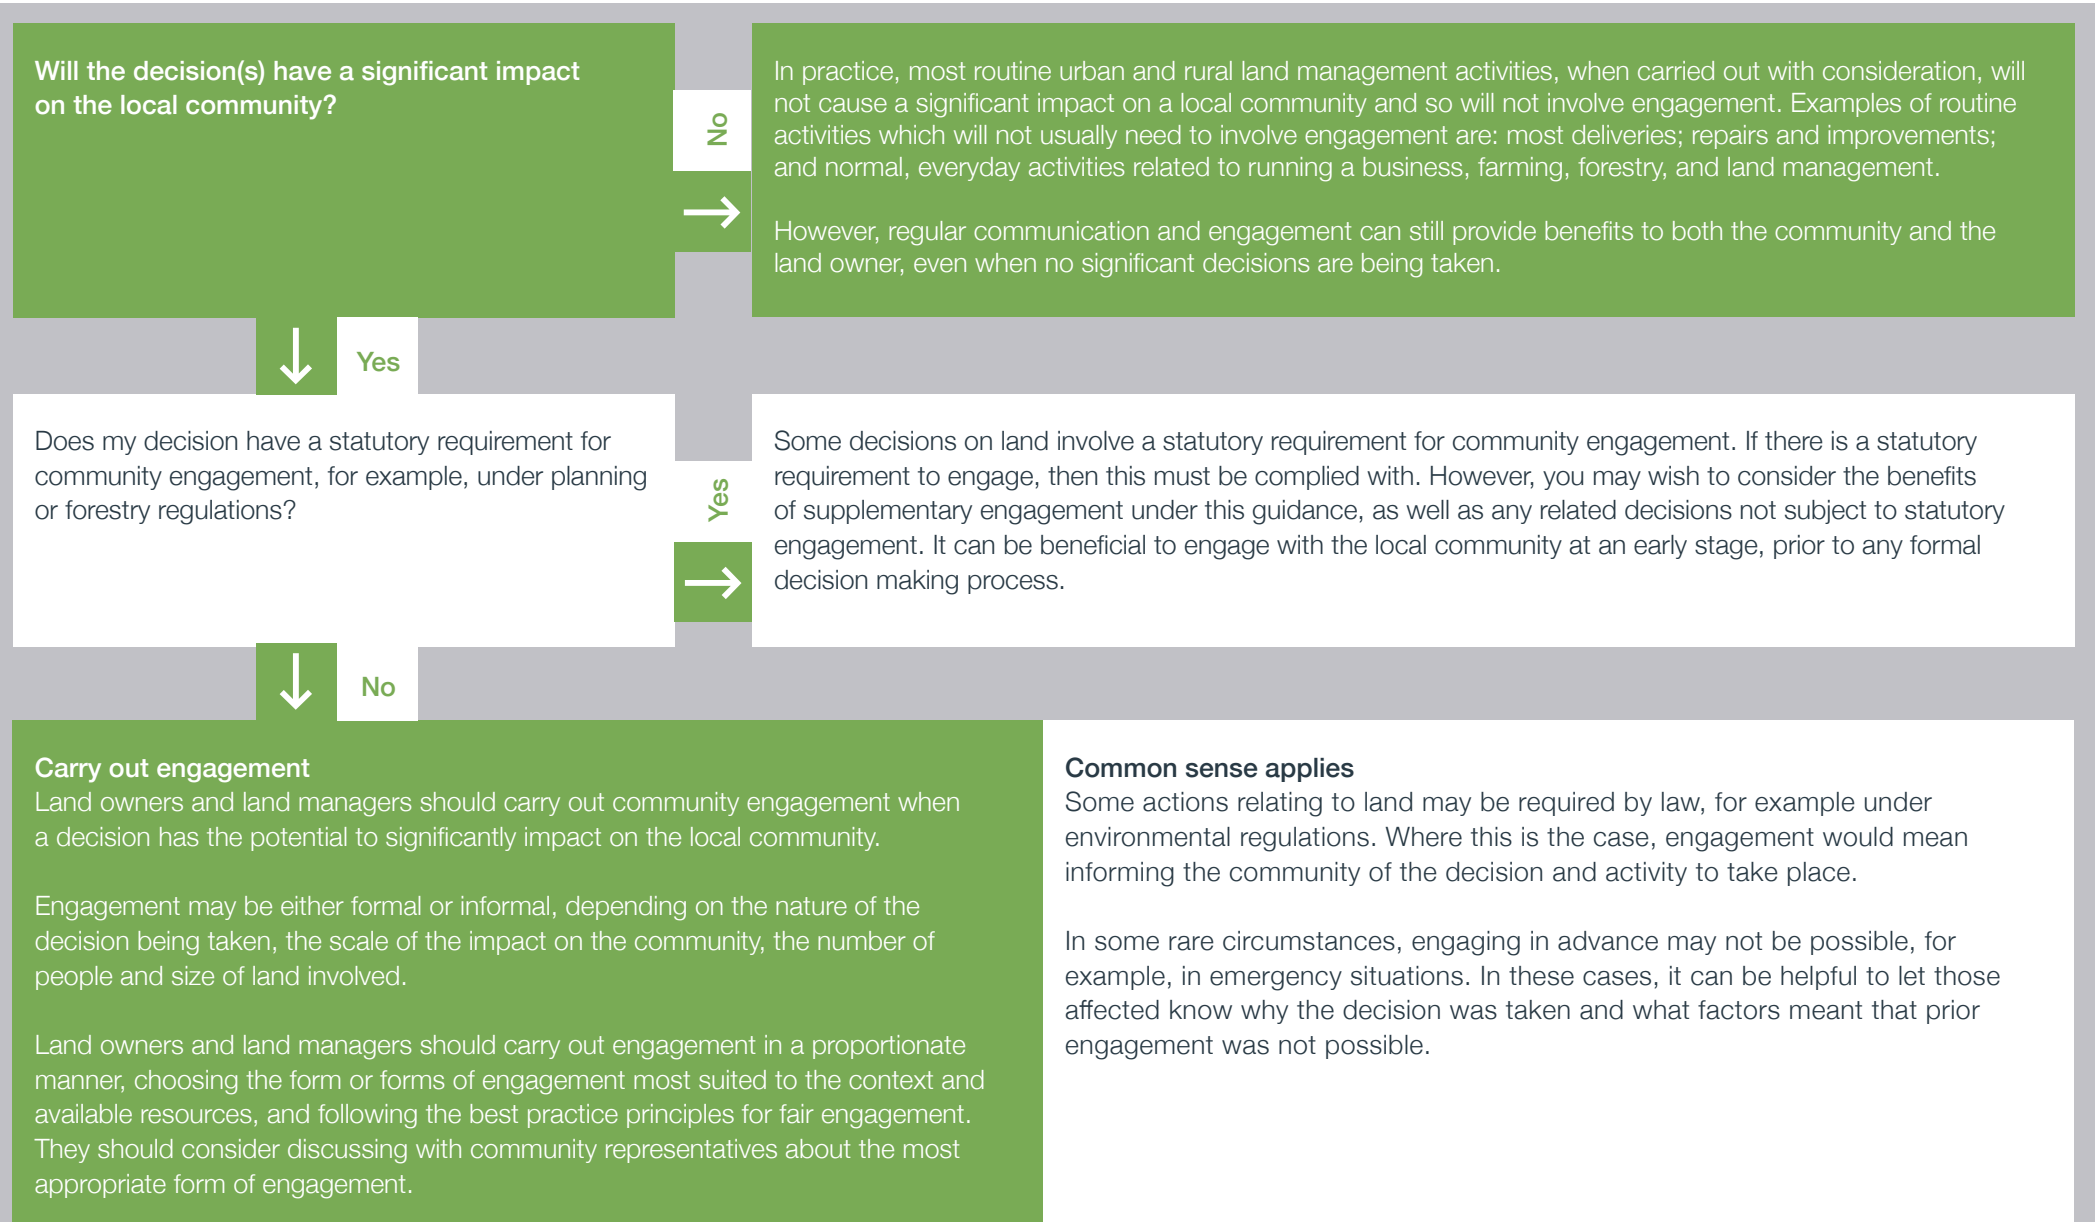 Will the decision(s) have a significant impact
on the local community?
No
In practice, most routine urban and rural land management activities, when carried out with consideration, will
not cause a significant impact on a local community and so will not involve engagement. Examples of routine
activities which will not usually need to involve engagement are: most deliveries; repairs and improvements;
and normal, everyday activities related to running a business, farming, forestry, and land management.
However, regular communication and engagement can still provide benefits to both the community and the
land owner, even when no significant decisions are being taken.
Yes
Does my decision have a statutory requirement for
community engagement, for example, under planning
or forestry regulations?
Yes
Some decisions on land involve a statutory requirement for community engagement. If there is a statutory
requirement to engage, then this must be complied with. However, you may wish to consider the benefits
of supplementary engagement under this guidance, as well as any related decisions not subject to statutory
engagement. It can be beneficial to engage with the local community at an early stage, prior to any formal
decision making process.
No
Carry out engagement
Land owners and land managers should carry out community engagement when
a decision has the potential to significantly impact on the local community.
Engagement may be either formal or informal, depending on the nature of the
decision being taken, the scale of the impact on the community, the number of
people and size of land involved.
Land owners and land managers should carry out engagement in a proportionate
manner, choosing the form or forms of engagement most suited to the context and
available resources, and following the best practice principles for fair engagement.
They should consider discussing with community representatives about the most
appropriate form of engagement.
Common sense applies
Some actions relating to land may be required by law, for example under
environmental regulations. Where this is the case, engagement would mean
informing the community of the decision and activity to take place.
In some rare circumstances, engaging in advance may not be possible, for
example, in emergency situations. In these cases, it can be helpful to let those
affected know why the decision was taken and what factors meant that prior
engagement was not possible.